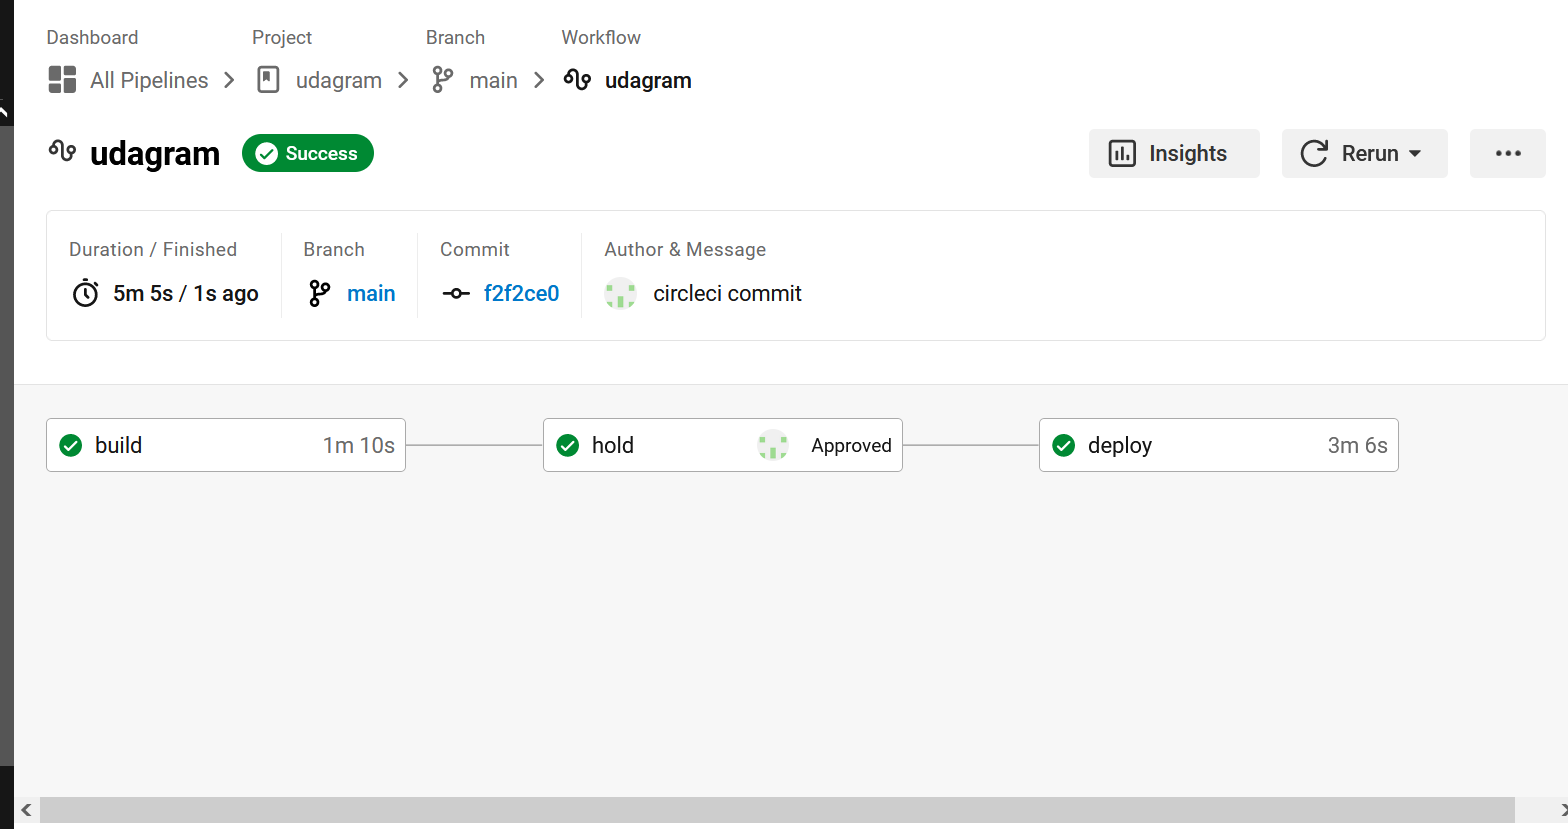 Dashboard Project Branch Workflow
All Pipelines udagram main udagram
udagram Success Insights Rerun
Duration / Finished Branch Commit Author & Message
5m 5s / 1s ago main f2f2ce0 circleci commit
build 1m 10s hold Approved deploy 3m 6s